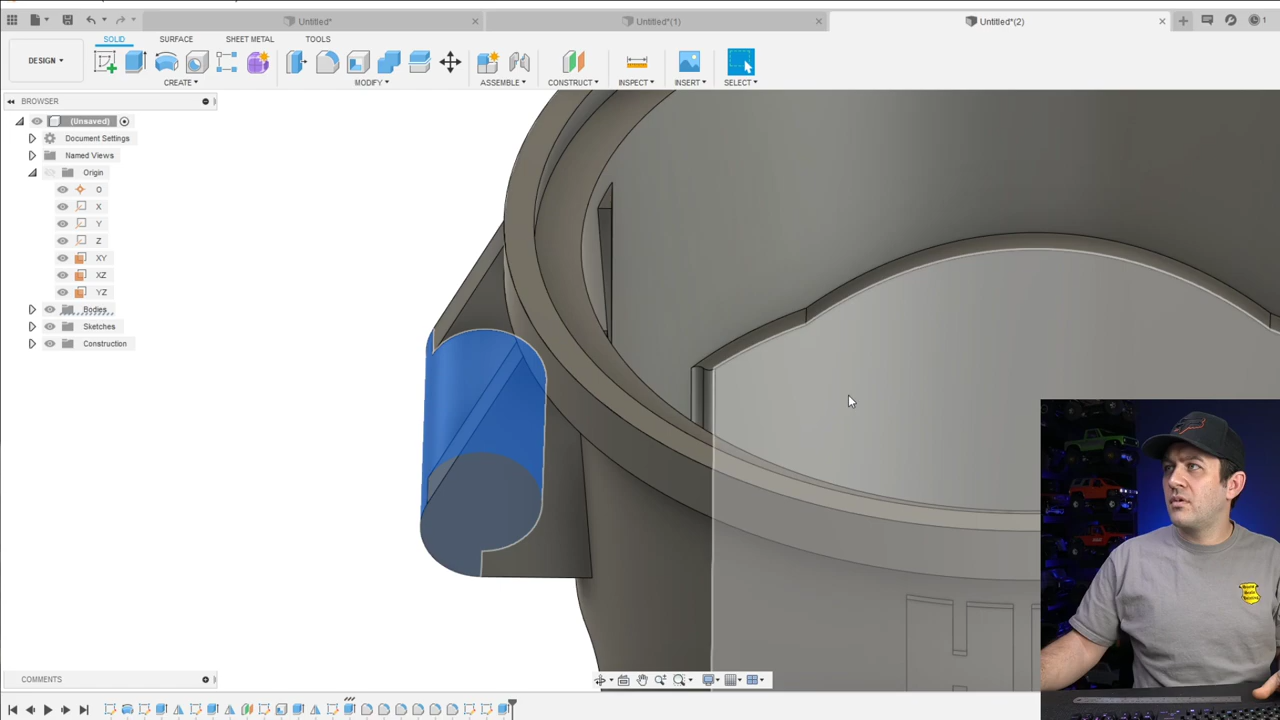 Untitled*
Untitled*(1)
Untitled*(2)
1
DESIGN
SOLID
SURFACE
SHEET METAL
TOOLS
CREATE
MODIFY
ASSEMBLE
CONSTRUCT
INSPECT
INSERT
SELECT
BROWSER
(Unsaved)
Document Settings
Named Views
Origin
O
X
Y
Z
XY
XZ
YZ
Bodies
Sketches
Construction
COMMENTS